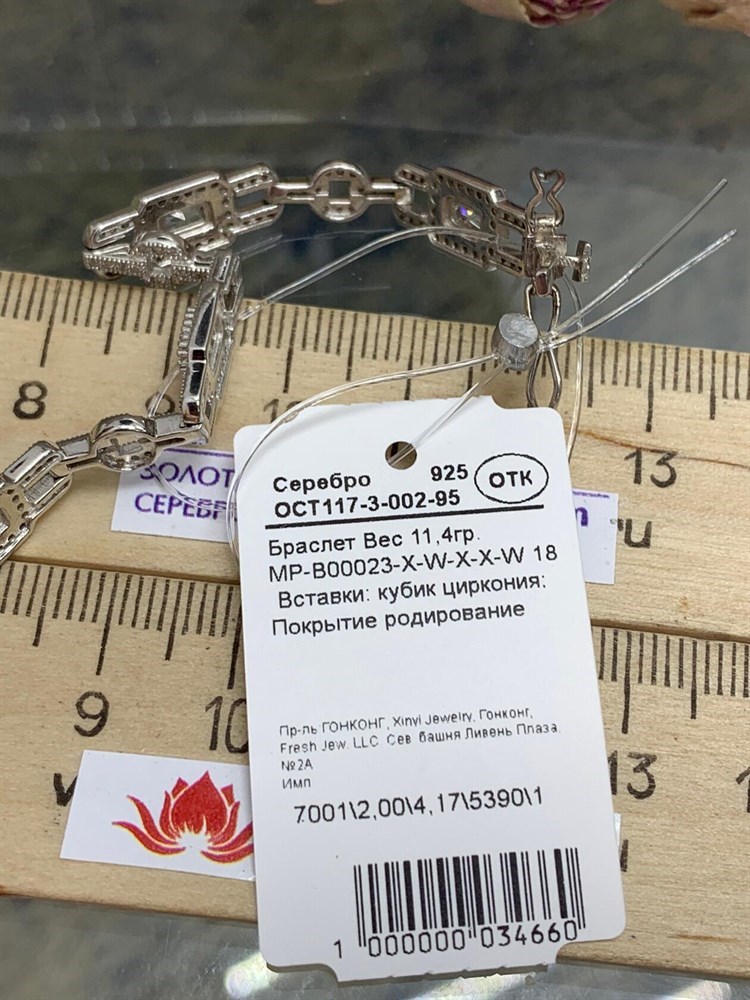 8
13
ЗОЛОТ
СЕРЕБР
u
Серебро 925 ОТК
ОСТ117-3-002-95
Браслет Вес 11,4гр.
MP-B00023-X-W-X-X-W 18
Вставки: кубик циркония:
Покрытие родирование
9
10
13
Пр-ль ГОНКОНГ, Xinyi Jewelry, Гонконг,
Fresh Jew. LLC Сев. башня Ливень Плаза.
№2А
Имп
7001\2,00\4,17\5390\1
1 000000 034660